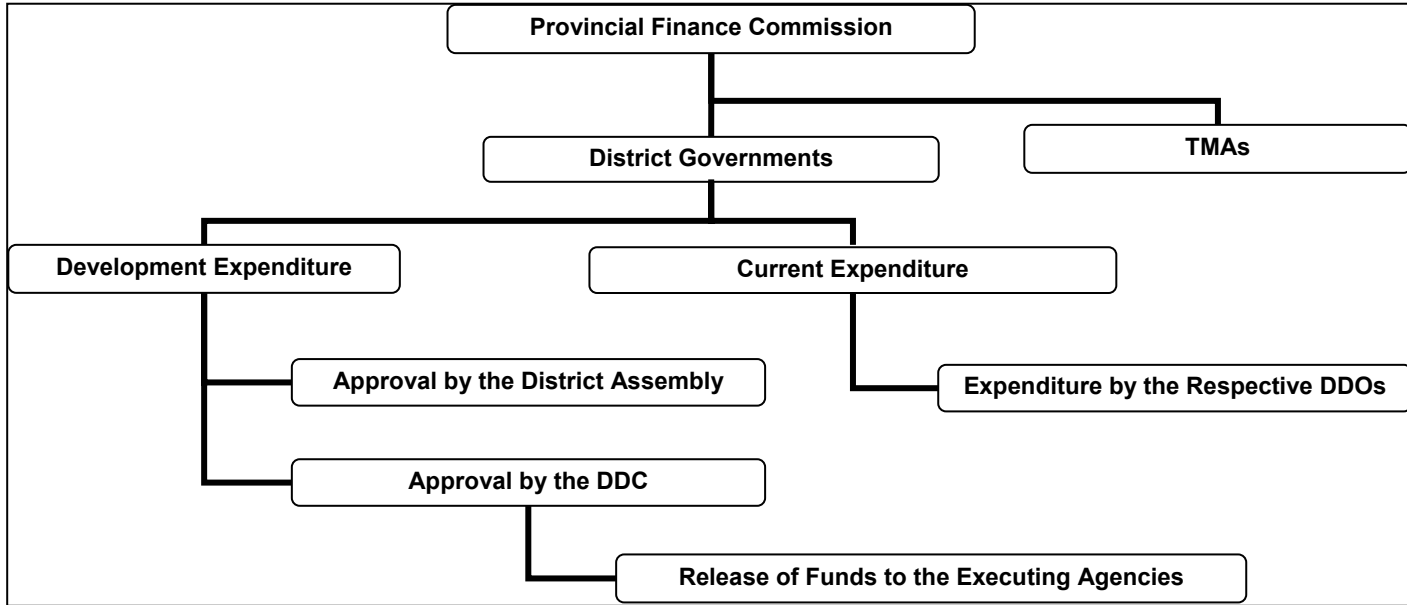 Provincial Finance Commission
TMAs
District Governments
Development Expenditure
Current Expenditure
Approval by the District Assembly
Expenditure by the Respective DDOs
Approval by the DDC
Release of Funds to the Executing Agencies